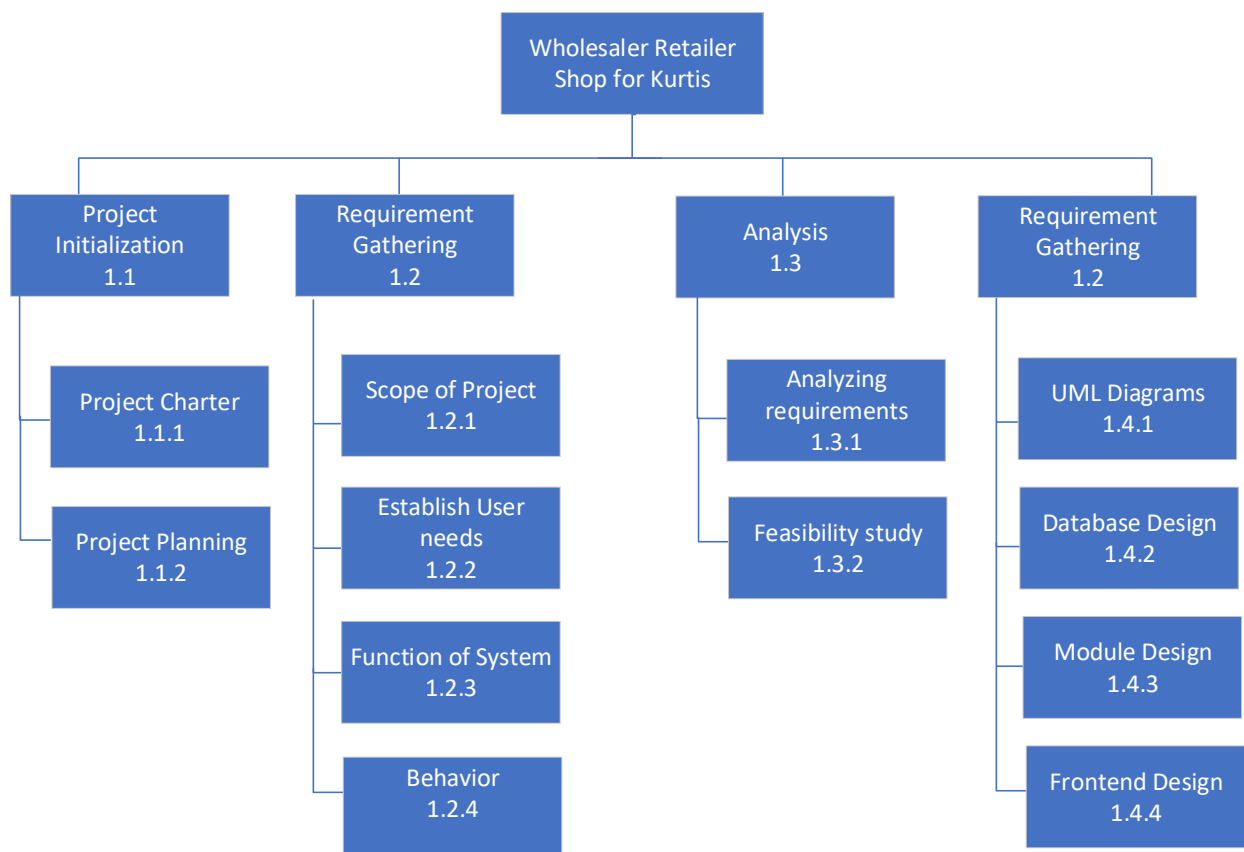 Wholesaler Retailer
Shop for Kurtis
Project
Initialization
1.1
Requirement
Gathering
1.2
Analysis
1.3
Requirement
Gathering
1.2
Project Charter
1.1.1
Project Planning
1.1.2
Scope of Project
1.2.1
Establish User
needs
1.2.2
Function of System
1.2.3
Behavior
1.2.4
Analyzing
requirements
1.3.1
Feasibility study
1.3.2
UML Diagrams
1.4.1
Database Design
1.4.2
Module Design
1.4.3
Frontend Design
1.4.4